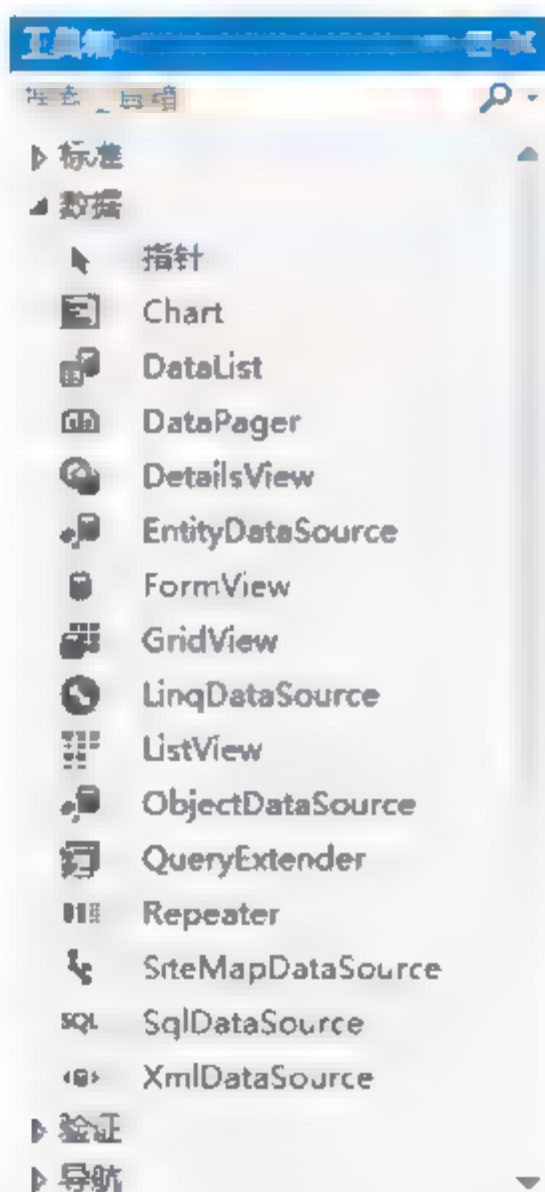 工具箱
标准
数据
指针
Chart
DataList
DataPager
DetailsView
EntityDataSource
FormView
GridView
LinqDataSource
ListView
ObjectDataSource
QueryExtender
Repeater
SiteMapDataSource
SQL SqlDataSource
XmlDataSource
验证
导航